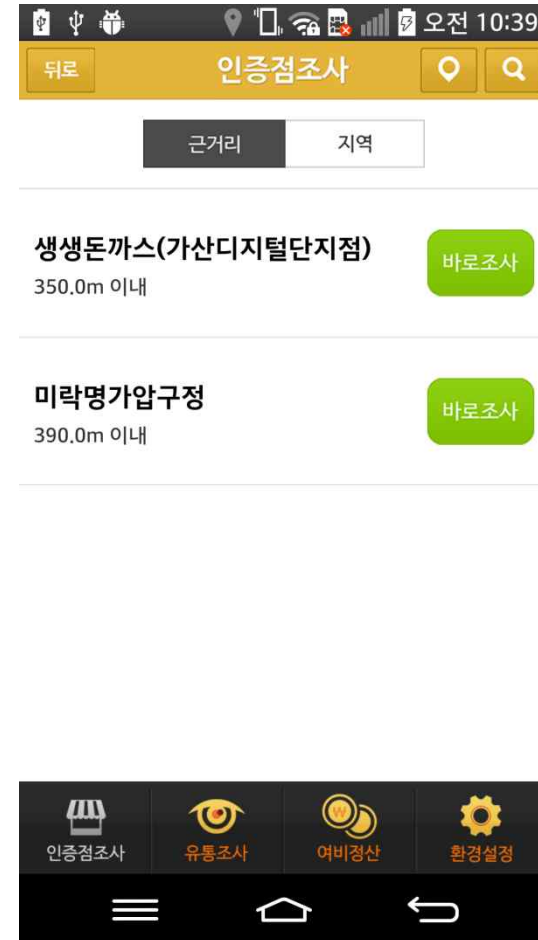 오전 10:39
뒤로 인증점조사
근거리 지역
생생돈까스(가산디지털단지점)
350.0m 이내
바로조사
미락명가압구정
390.0m 이내
바로조사
인증점조사 유통조사 여비정산 환경설정